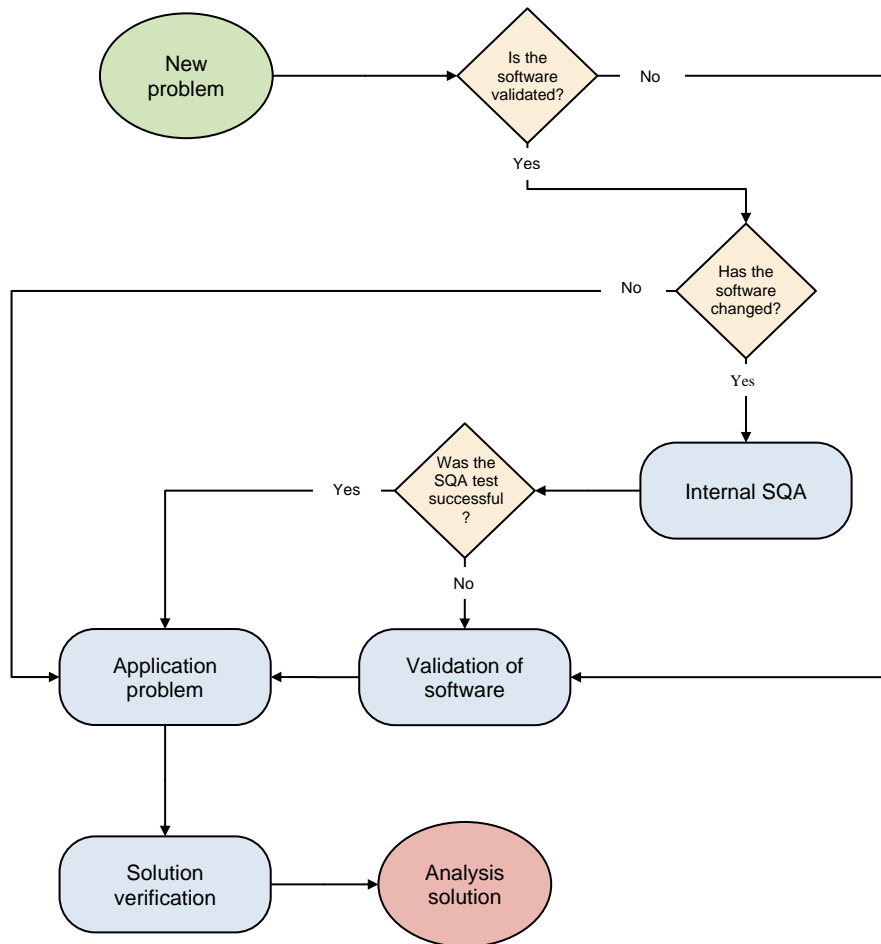 New
problem
Is the
software
validated?
No
Yes
Has the
software
changed?
No
Yes
Was the
SQA test
successful
?
Yes
Internal SQA
No
Application
problem
Validation of
software
Solution
verification
Analysis
solution